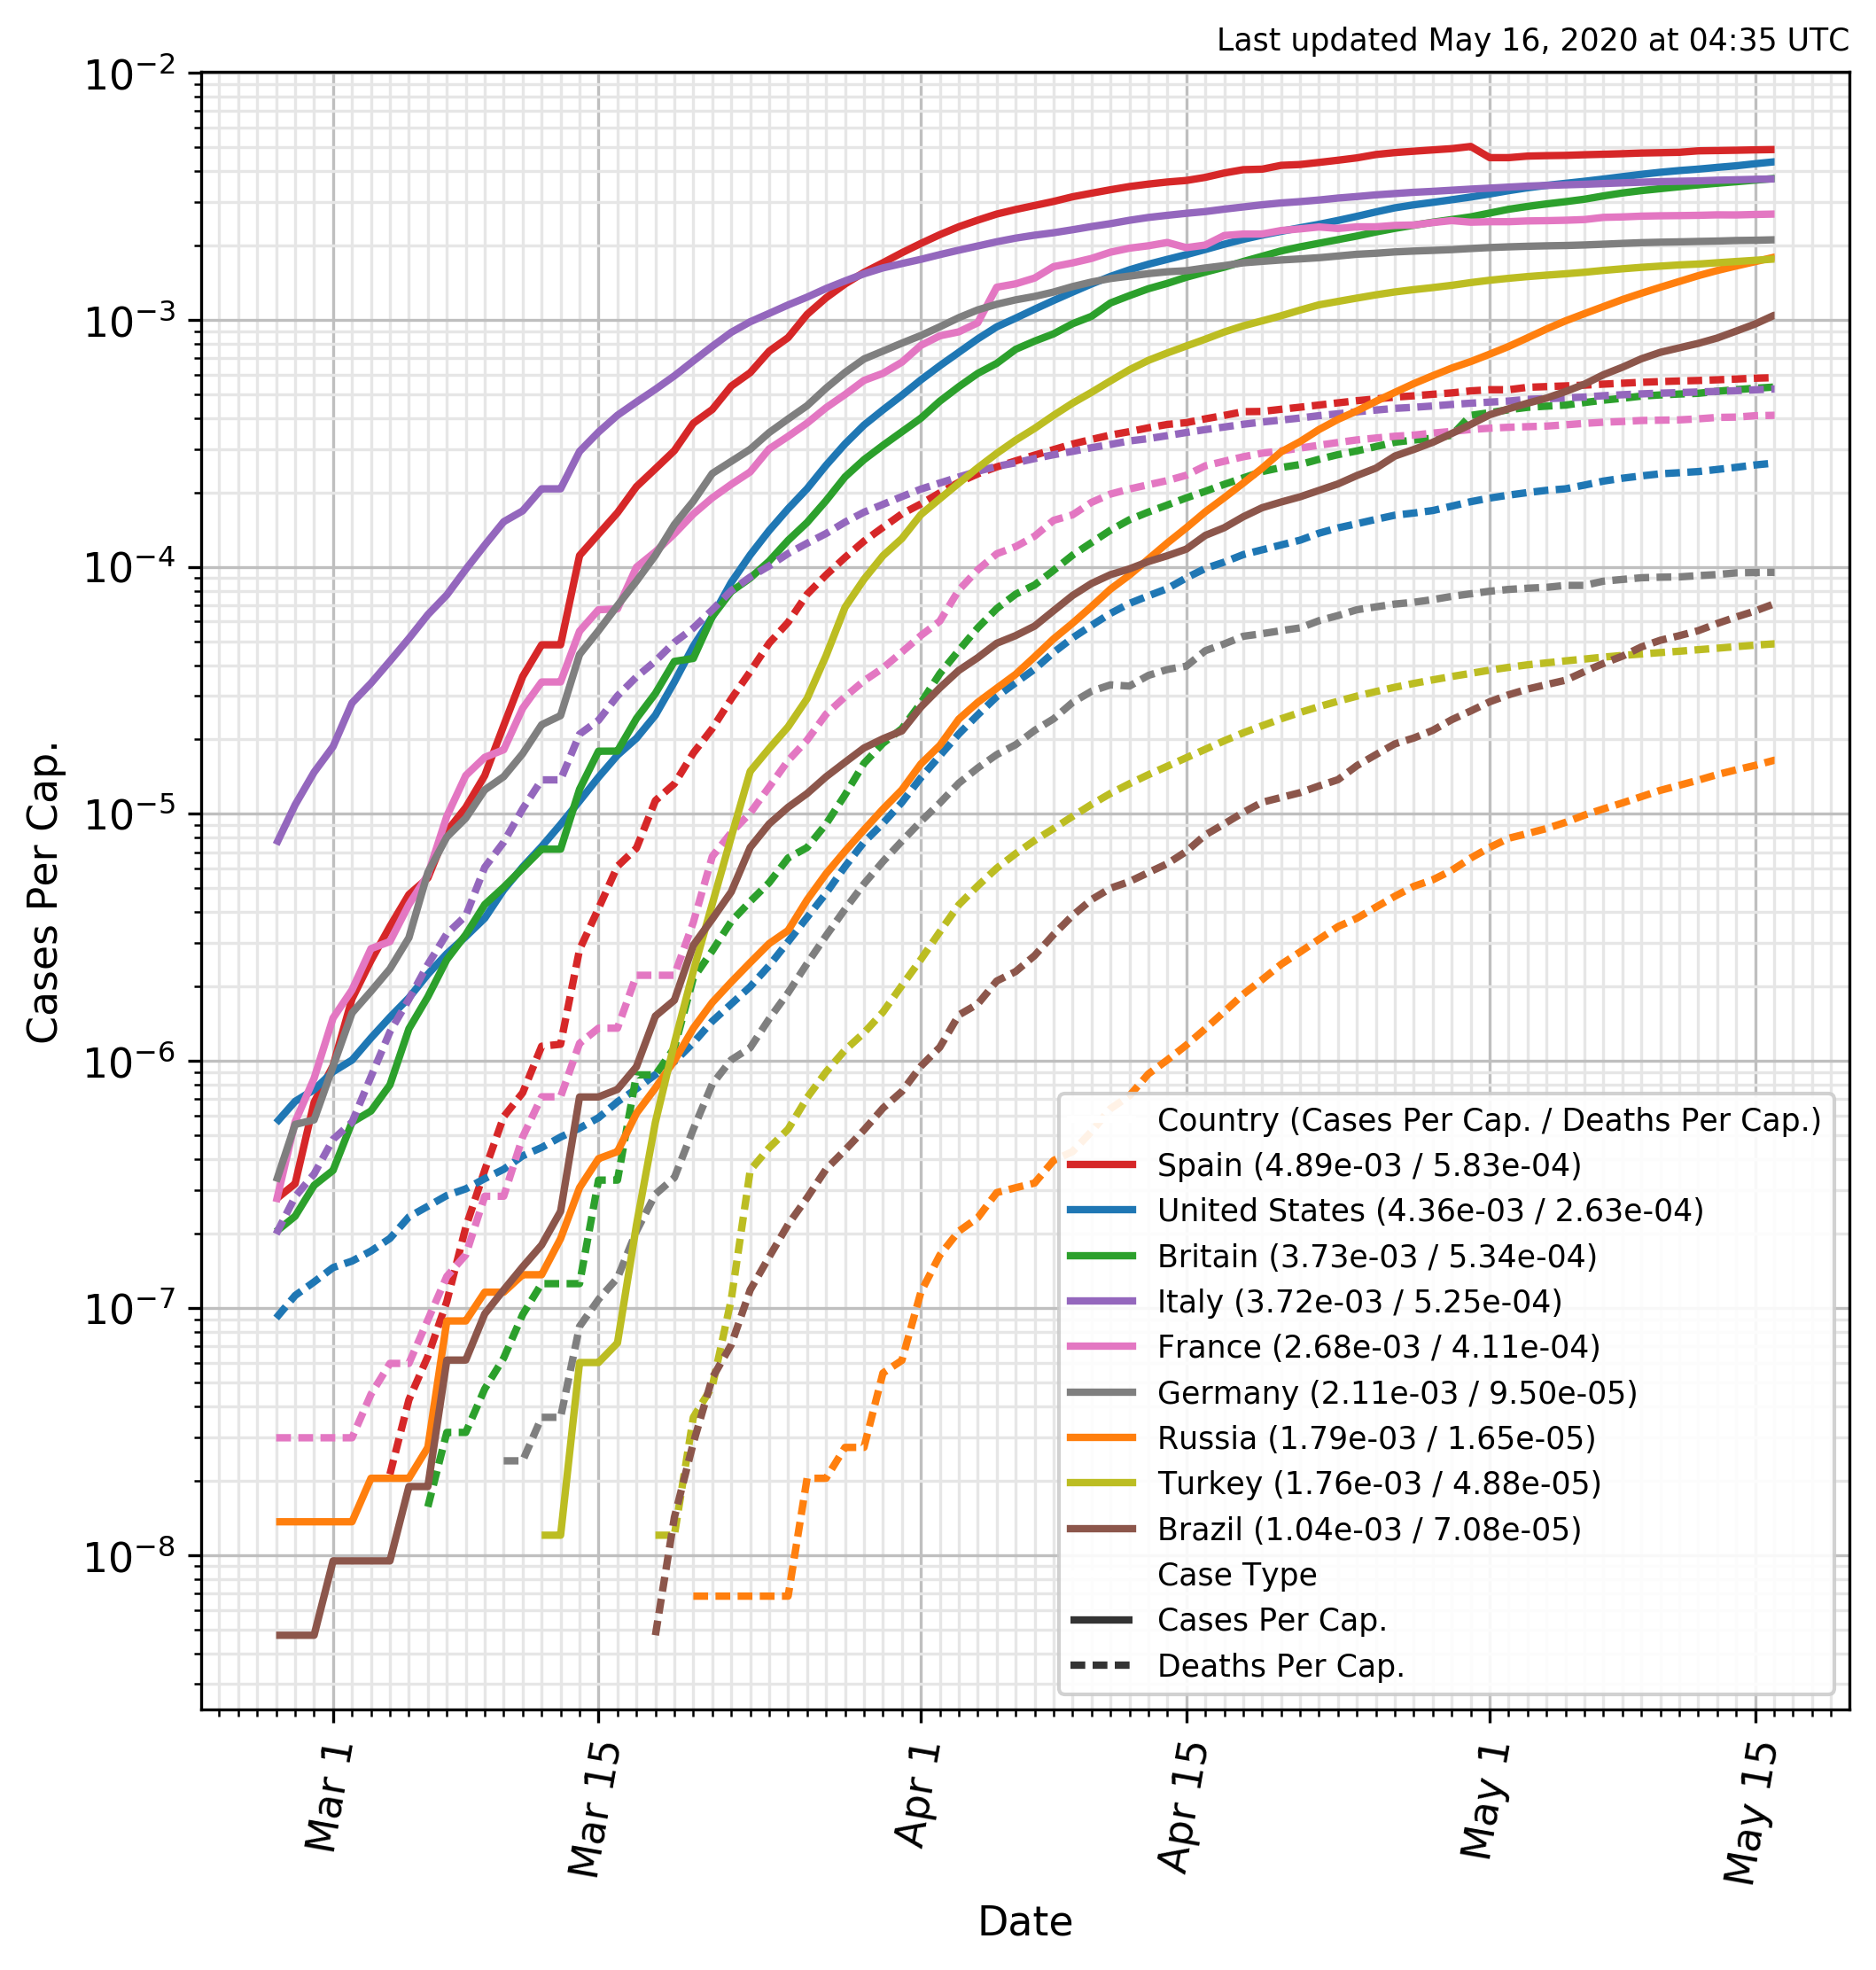 Last updated May 16, 2020 at 04:35 UTC
10⁻²
10⁻³
10⁻⁴
10⁻⁵
10⁻⁶
10⁻⁷
10⁻⁸
Cases Per Cap.
Country (Cases Per Cap. / Deaths Per Cap.)
Spain (4.89e-03 / 5.83e-04)
United States (4.36e-03 / 2.63e-04)
Britain (3.73e-03 / 5.34e-04)
Italy (3.72e-03 / 5.25e-04)
France (2.68e-03 / 4.11e-04)
Germany (2.11e-03 / 9.50e-05)
Russia (1.79e-03 / 1.65e-05)
Turkey (1.76e-03 / 4.88e-05)
Brazil (1.04e-03 / 7.08e-05)
Case Type
Cases Per Cap.
Deaths Per Cap.
Mar 1
Mar 15
Apr 1
Apr 15
May 1
May 15
Date